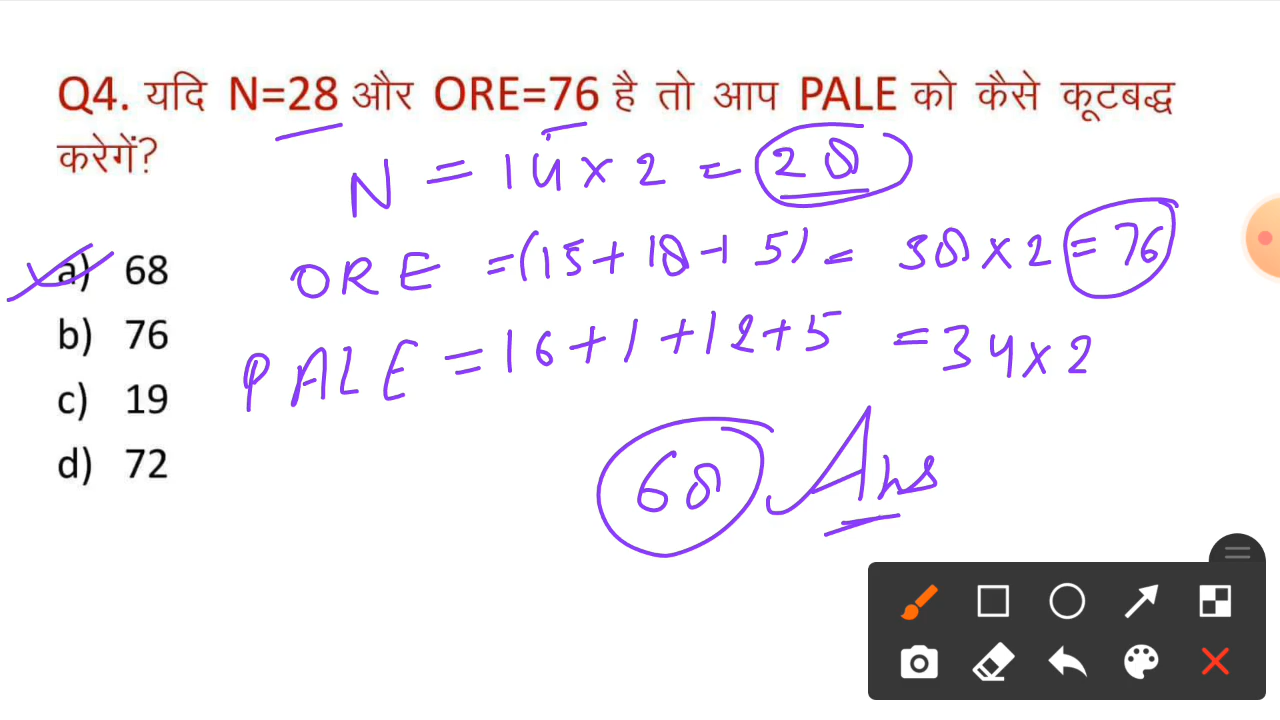 Q4. यदि N=28 और ORE=76 है तो आप PALE को कैसे कूटबद्ध
करेगें?
N = 14 x 2 = 28
a) 68
ORE = (15+18+5) = 38 x 2 = 76
b) 76
PALE = 16+1+12+5 = 34 x 2
c) 19
d) 72
68 Ans